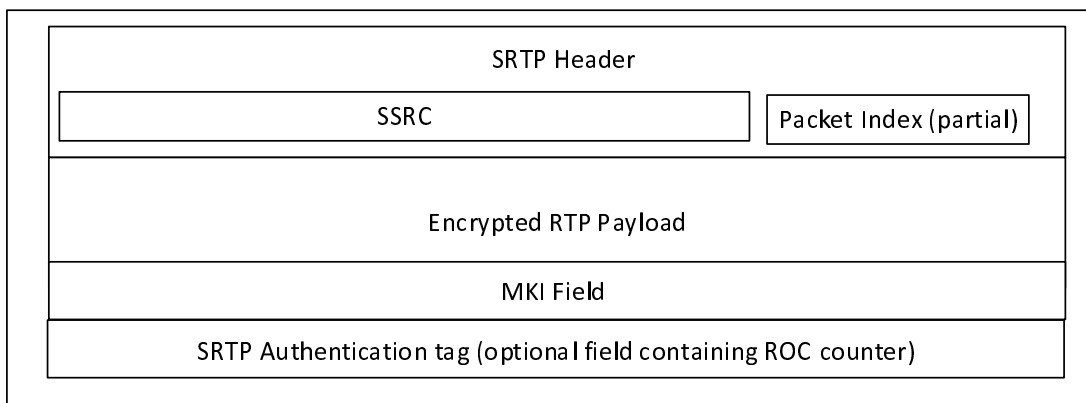 SRTP Header
SSRC
Packet Index (partial)
Encrypted RTP Payload
MKI Field
SRTP Authentication tag (optional field containing ROC counter)